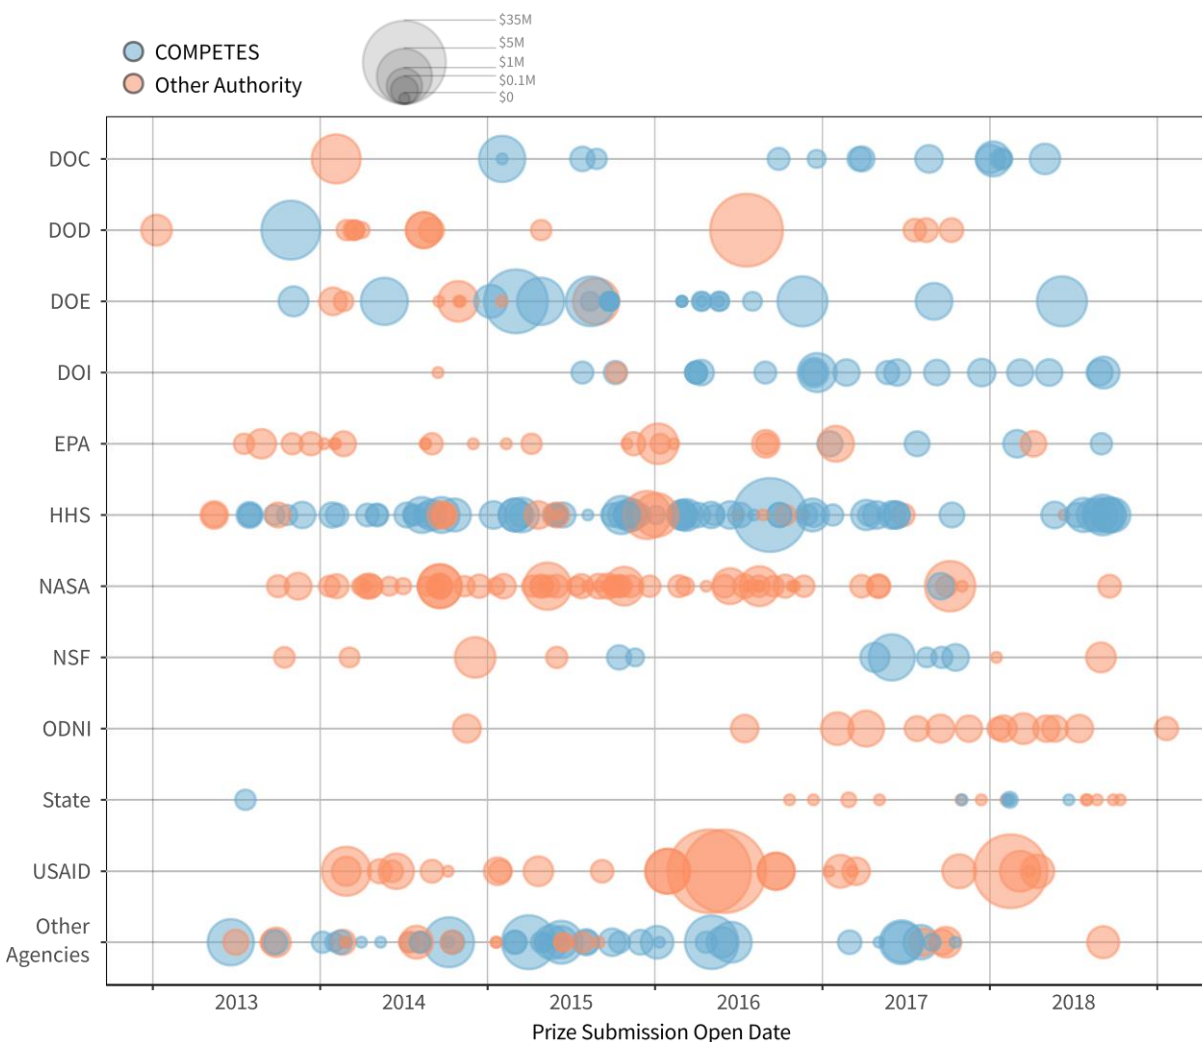 $35M
$5M
$1M
$0.1M
$0
COMPETES
Other Authority
DOC
DOD
DOE
DOI
EPA
HHS
NASA
NSF
ODNI
State
USAID
Other
Agencies
2013 2014 2015 2016 2017 2018
Prize Submission Open Date